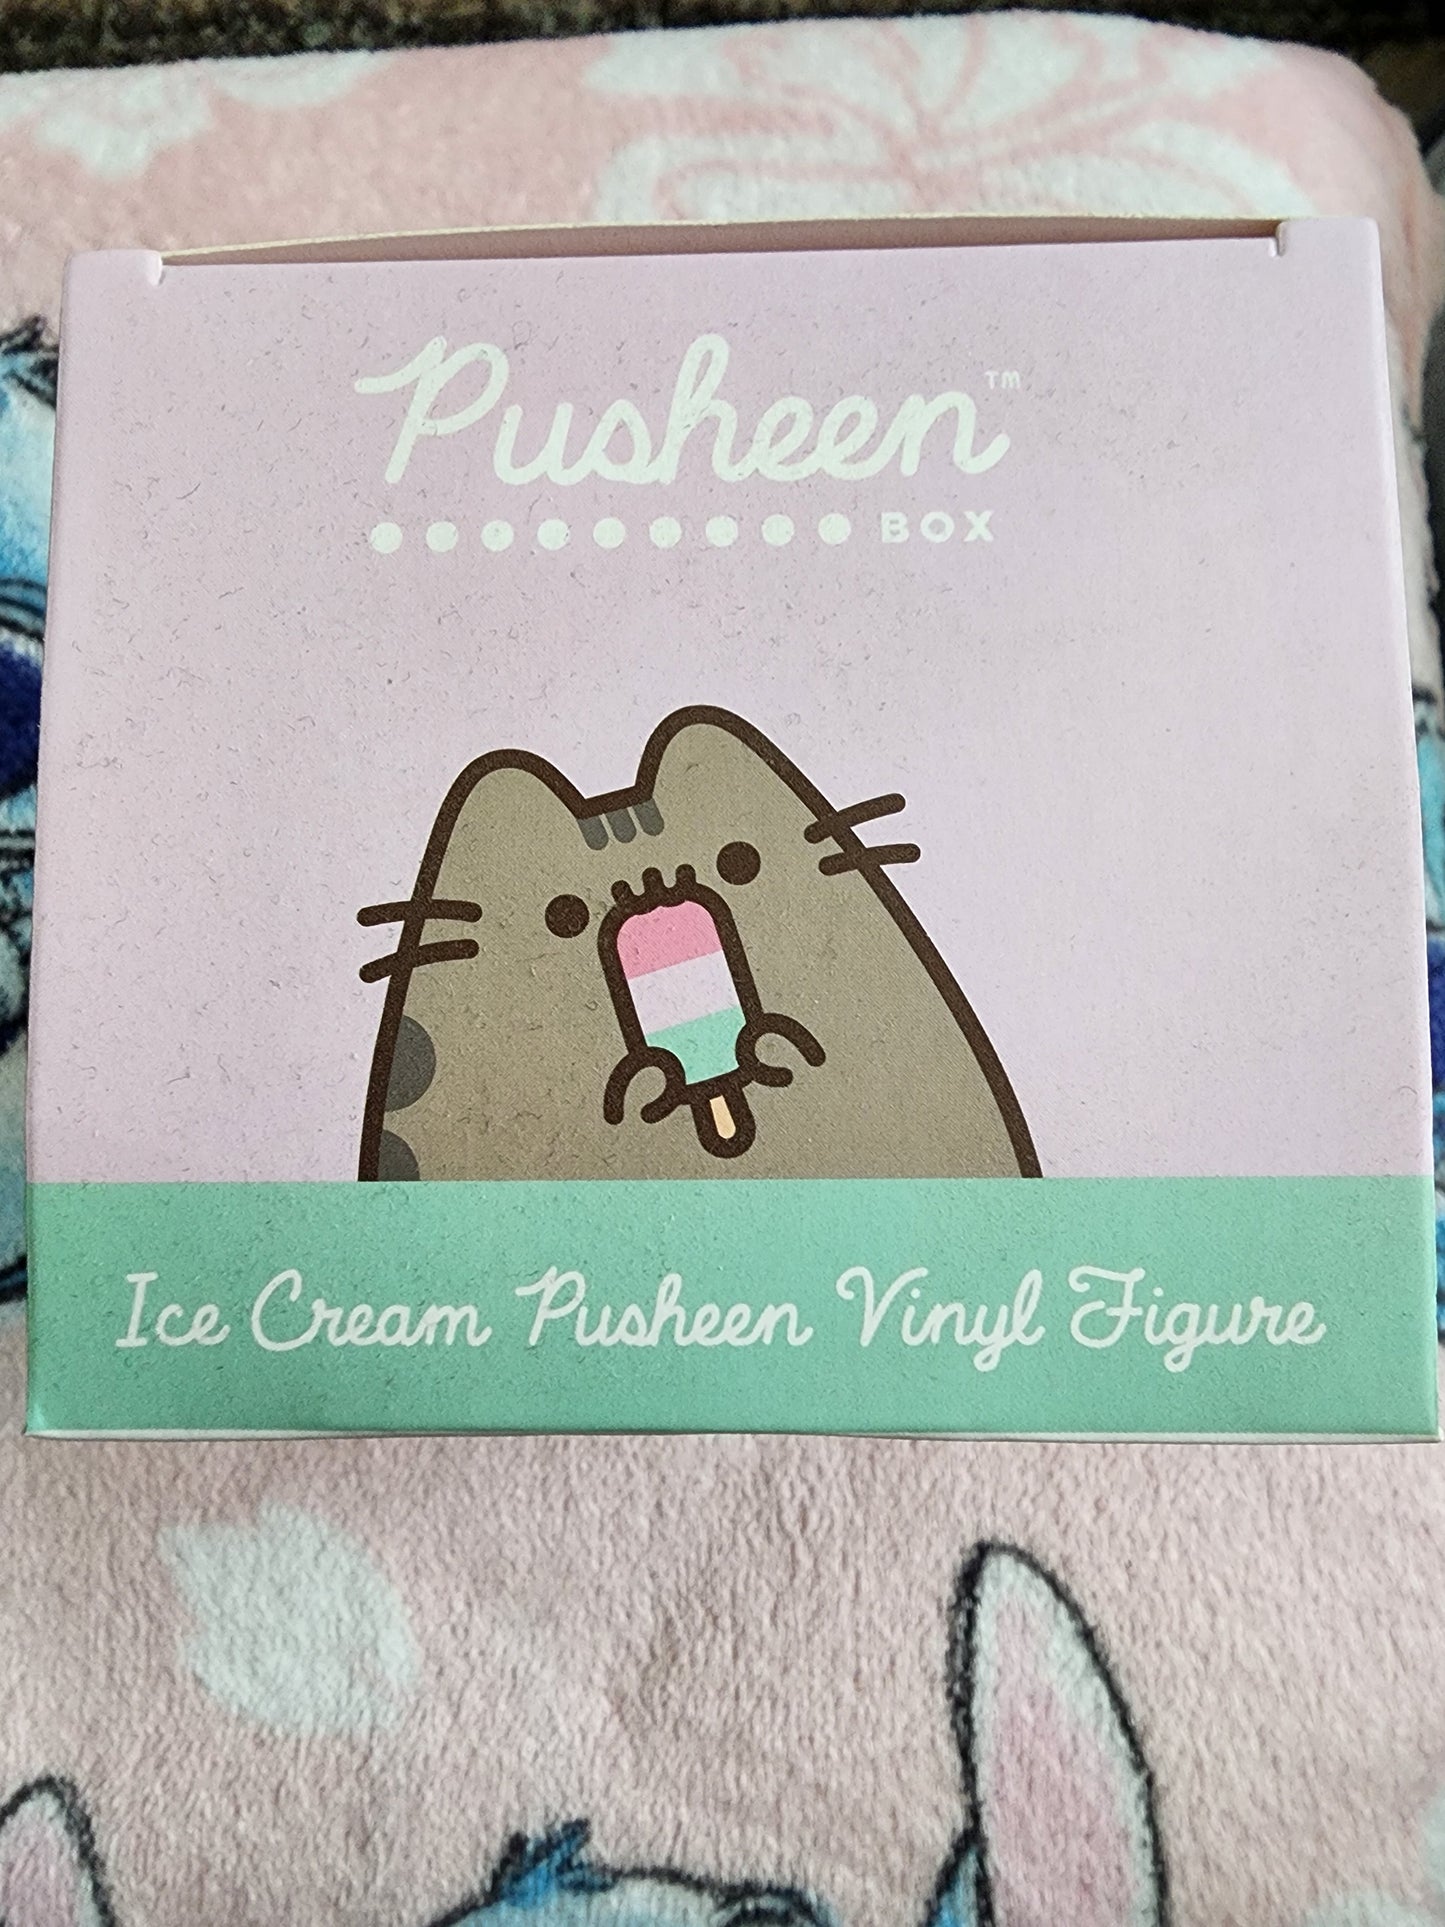 Pusheen™
BOX
Ice Cream Pusheen Vinyl Figure